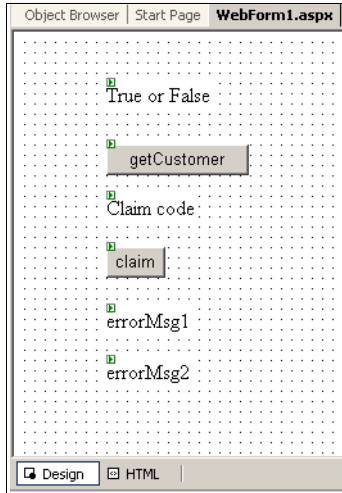 Object Browser Start Page WebForm1.aspx
True or False
getCustomer
Claim code
claim
errorMsg1
errorMsg2
Design HTML